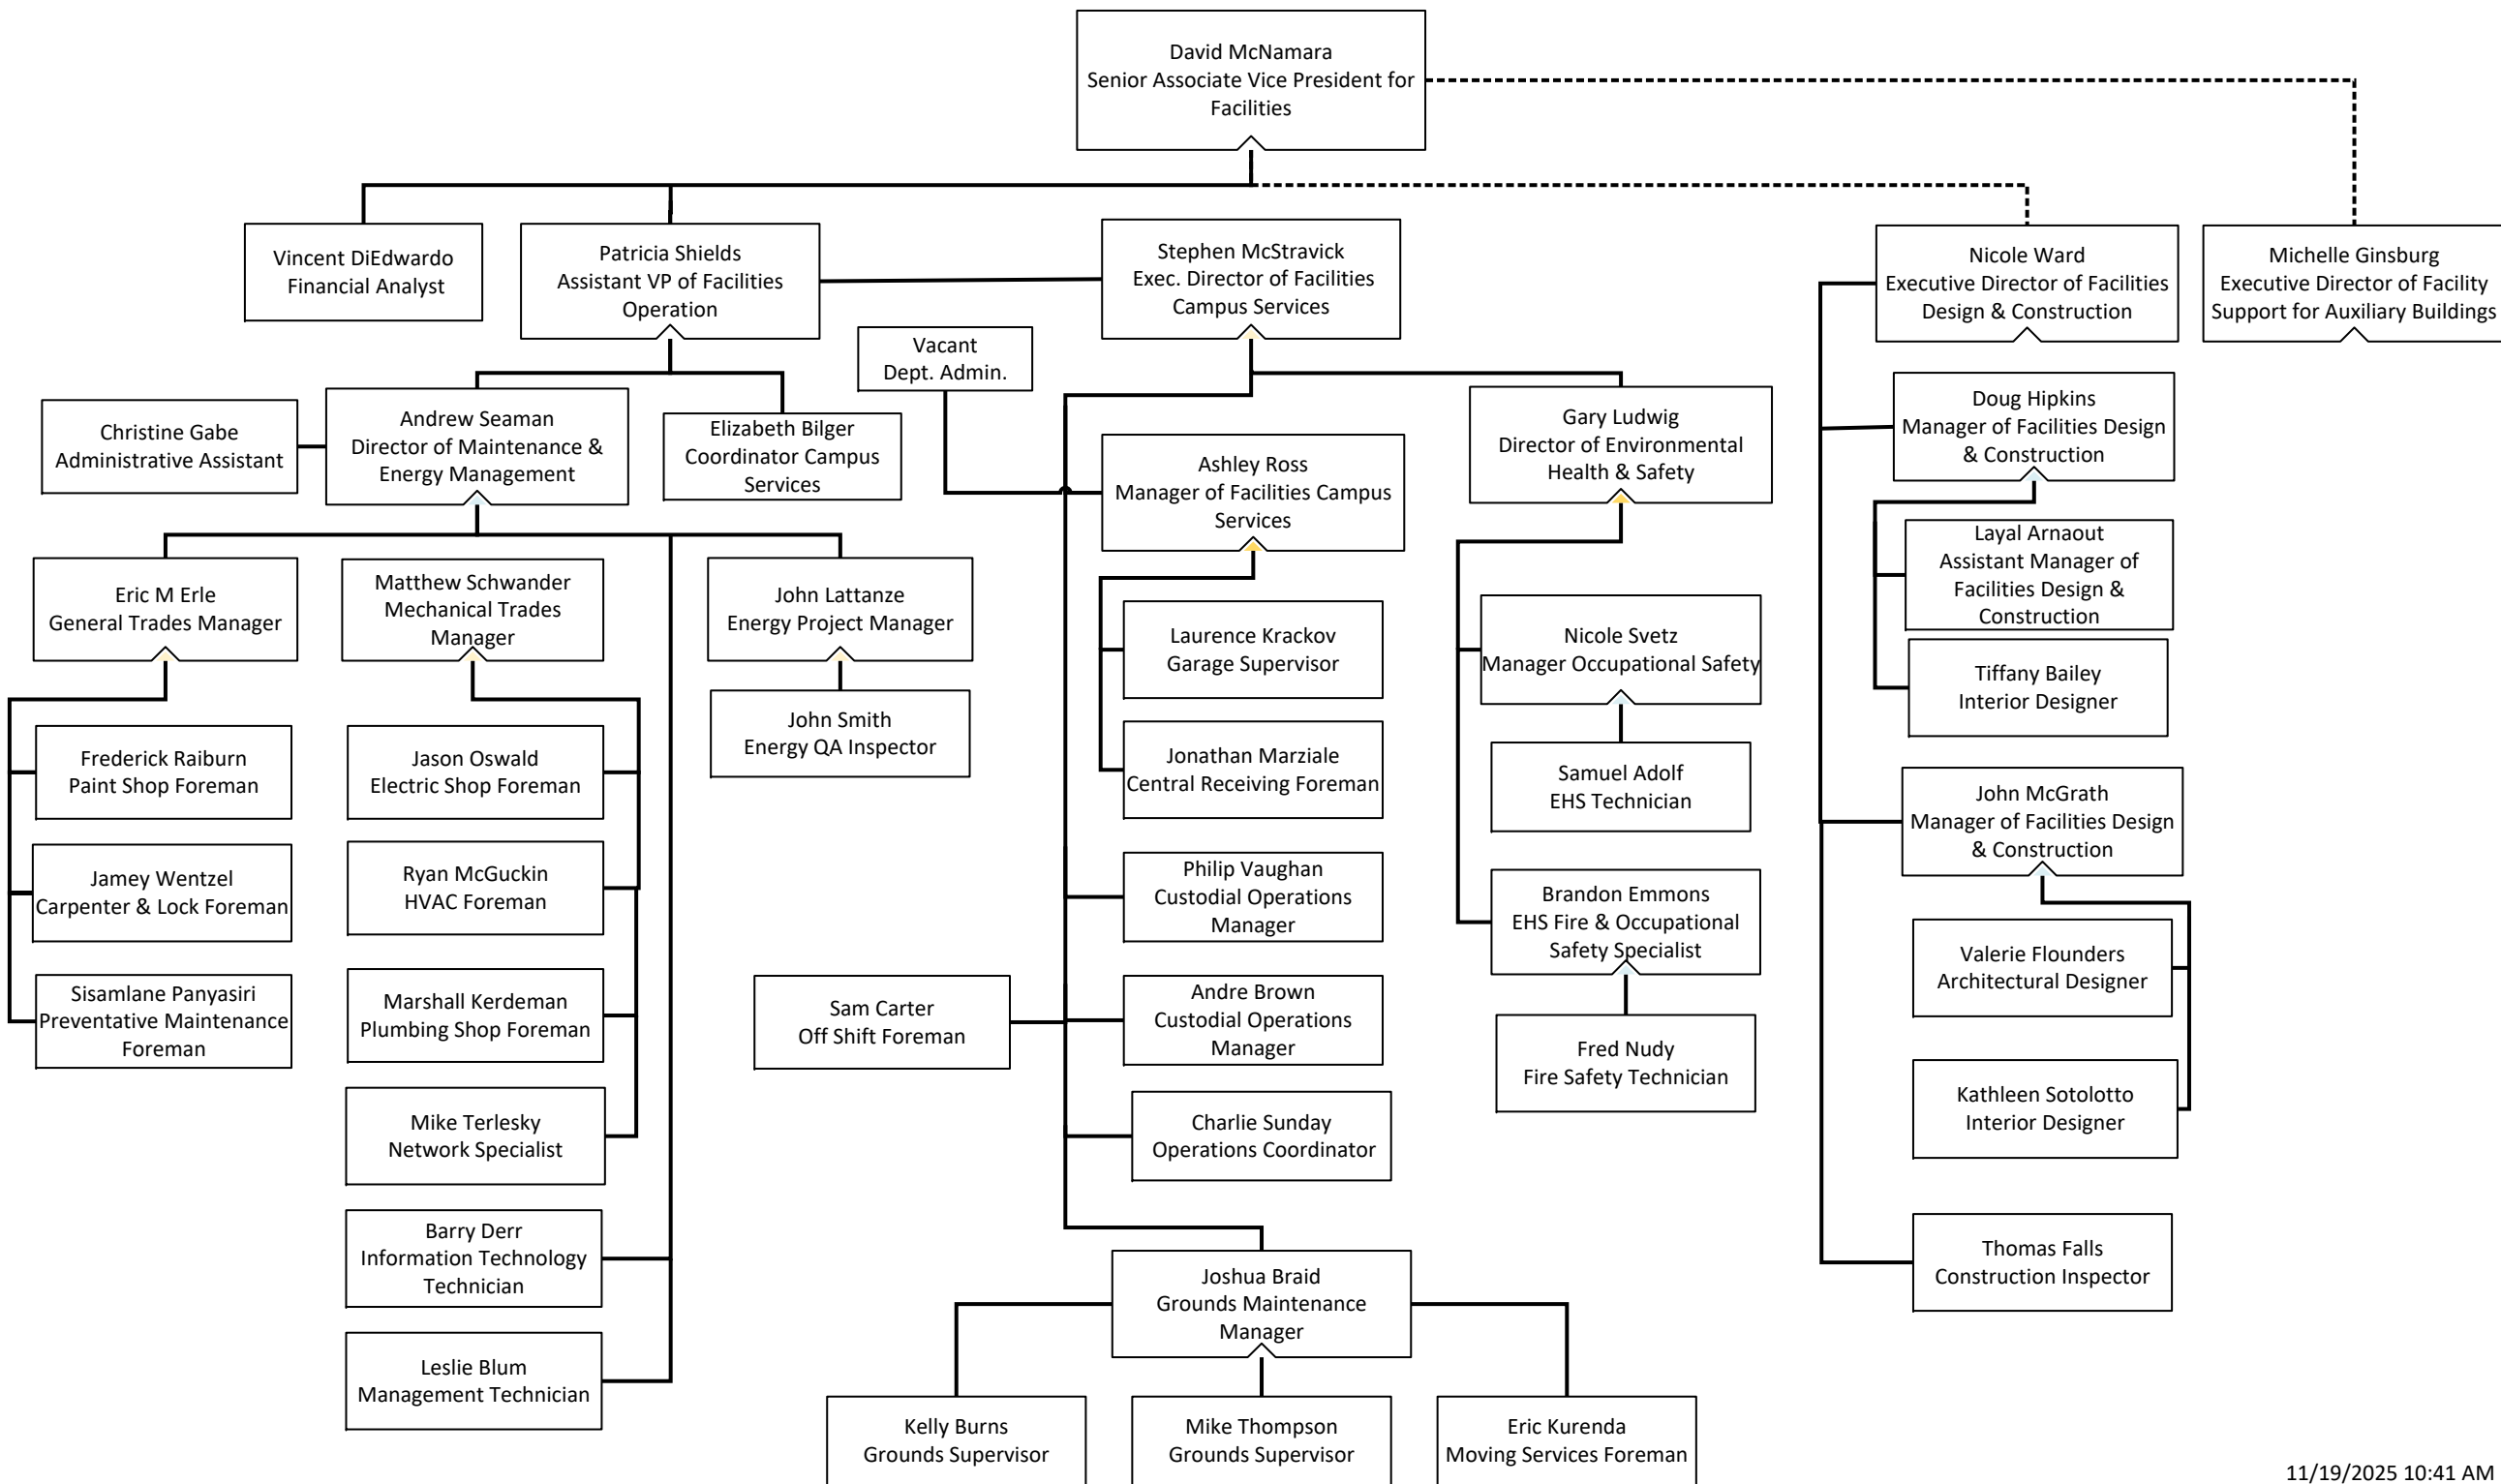 David McNamara
Senior Associate Vice President for
Facilities
Vincent DiEdwardo
Financial Analyst
Patricia Shields
Assistant VP of Facilities
Operation
Stephen McStravick
Exec. Director of Facilities
Campus Services
Nicole Ward
Executive Director of Facilities
Design & Construction
Michelle Ginsburg
Executive Director of Facility
Support for Auxiliary Buildings
Vacant
Dept. Admin.
Christine Gabe
Administrative Assistant
Andrew Seaman
Director of Maintenance &
Energy Management
Elizabeth Bilger
Coordinator Campus
Services
Ashley Ross
Manager of Facilities Campus
Services
Gary Ludwig
Director of Environmental
Health & Safety
Doug Hipkins
Manager of Facilities Design
& Construction
Eric M Erle
General Trades Manager
Matthew Schwander
Mechanical Trades
Manager
John Lattanze
Energy Project Manager
Laurence Krackov
Garage Supervisor
Nicole Svetz
Manager Occupational Safety
Layal Arnaout
Assistant Manager of
Facilities Design &
Construction
Tiffany Bailey
Interior Designer
Frederick Raiburn
Paint Shop Foreman
Jason Oswald
Electric Shop Foreman
John Smith
Energy QA Inspector
Jonathan Marziale
Central Receiving Foreman
Samuel Adolf
EHS Technician
John McGrath
Manager of Facilities Design
& Construction
Jamey Wentzel
Carpenter & Lock Foreman
Ryan McGuckin
HVAC Foreman
Philip Vaughan
Custodial Operations
Manager
Brandon Emmons
EHS Fire & Occupational
Safety Specialist
Valerie Flounders
Architectural Designer
Sisamlane Panyasiri
Preventative Maintenance
Foreman
Marshall Kerdeman
Plumbing Shop Foreman
Sam Carter
Off Shift Foreman
Andre Brown
Custodial Operations
Manager
Fred Nudy
Fire Safety Technician
Kathleen Sotolotto
Interior Designer
Mike Terlesky
Network Specialist
Charlie Sunday
Operations Coordinator
Barry Derr
Information Technology
Technician
Joshua Braid
Grounds Maintenance
Manager
Thomas Falls
Construction Inspector
Leslie Blum
Management Technician
Kelly Burns
Grounds Supervisor
Mike Thompson
Grounds Supervisor
Eric Kurenda
Moving Services Foreman
11/19/2025 10:41 AM